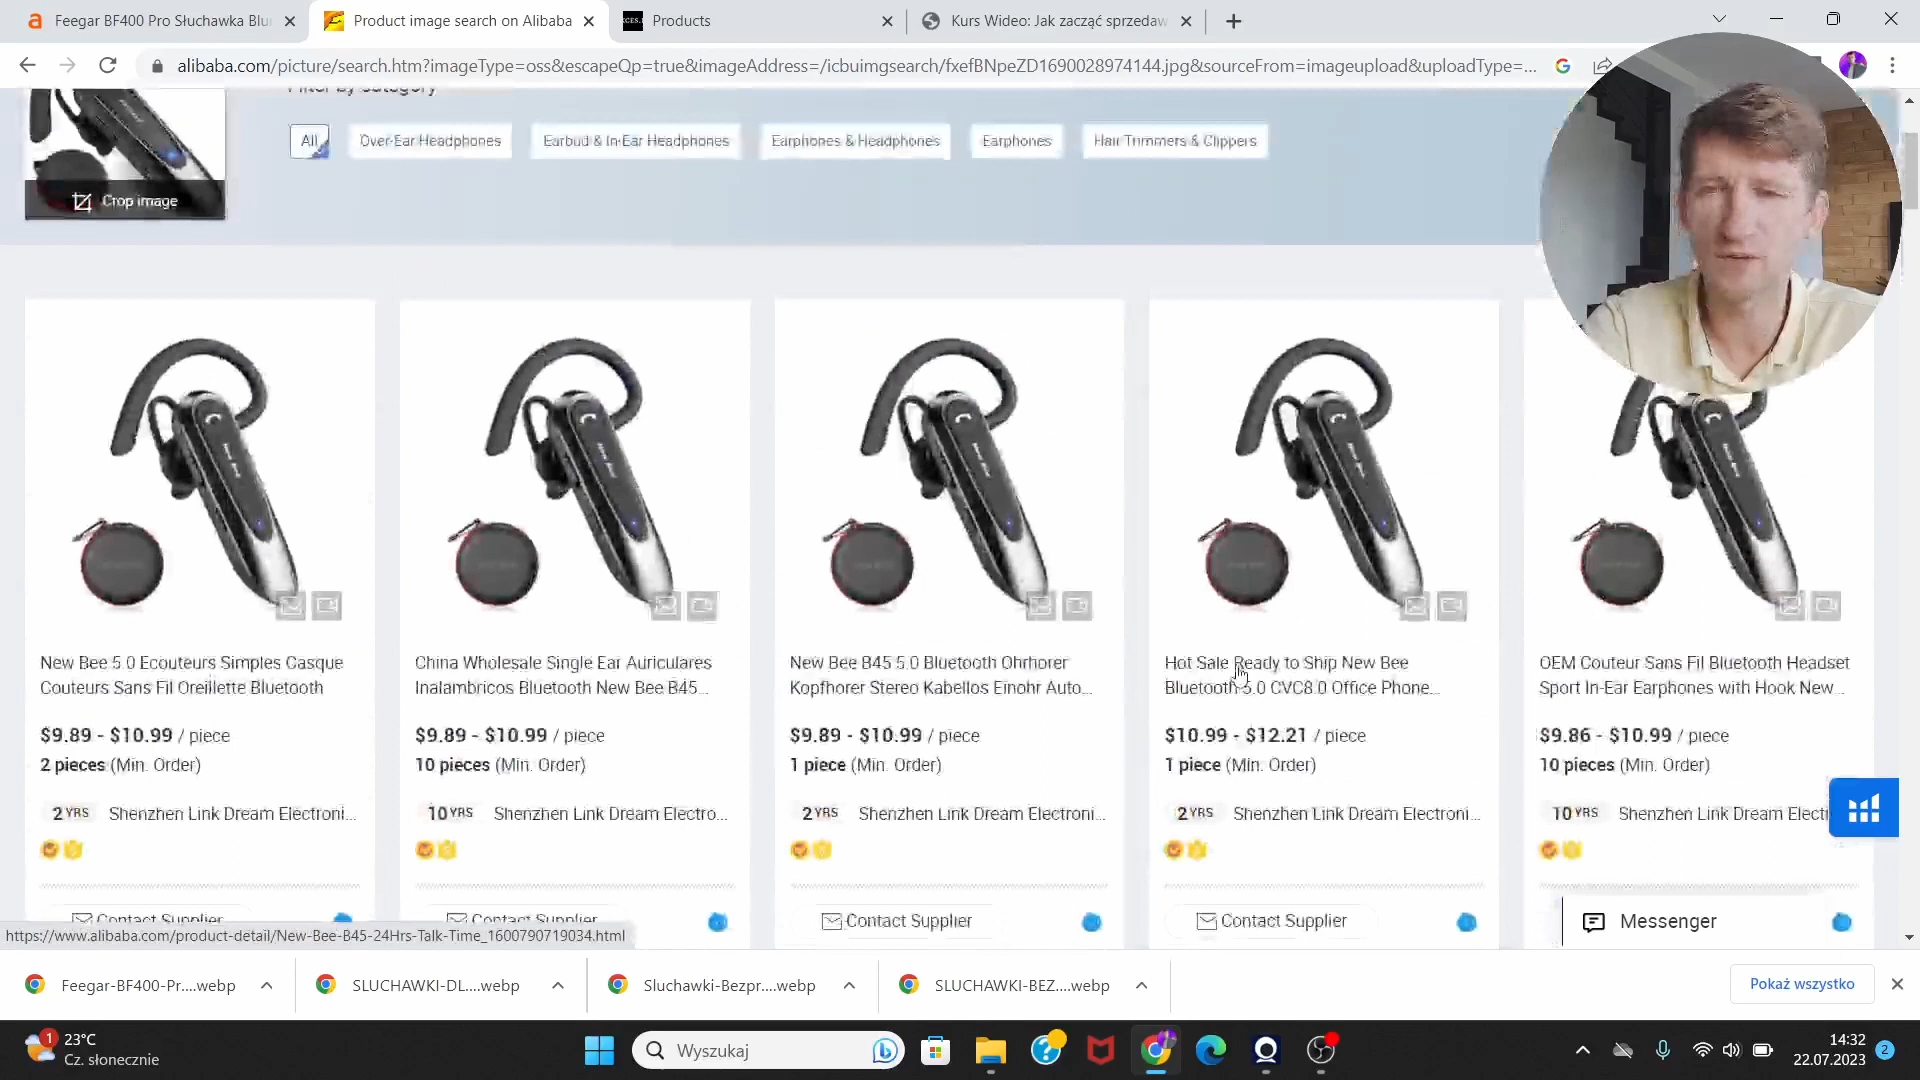 Feegar BF400 Pro Słuchawka Blu
Product image search on Alibaba
Products
Kurs Wideo: Jak zacząć sprzedaw
alibaba.com/picture/search.htm?imageType=oss&escapeQp=true&imageAddress=/icbuimgsearch/fxefBNpeZD1690028974144.jpg&sourceFrom=imageupload&uploadType=...
Filter by category
All
Over-Ear Headphones
Earbud & In-Ear Headphones
Earphones & Headphones
Earphones
Hair Trimmers & Clippers
Crop image
New Bee 5.0 Ecouteurs Simples Casque
Couteurs Sans Fil Oreillette Bluetooth
$9.89 - $10.99 / piece
2 pieces (Min. Order)
2 YRS Shenzhen Link Dream Electroni...
Contact Supplier
China Wholesale Single Ear Auriculares
Inalambricos Bluetooth New Bee B45...
$9.89 - $10.99 / piece
10 pieces (Min. Order)
10 YRS Shenzhen Link Dream Electro...
Contact Supplier
New Bee B45 5.0 Bluetooth Ohrhorer
Kopfhorer Stereo Kabellos Einohr Auto...
$9.89 - $10.99 / piece
1 piece (Min. Order)
2 YRS Shenzhen Link Dream Electroni...
Contact Supplier
Hot Sale Ready to Ship New Bee
Bluetooth 5.0 CVC8.0 Office Phone...
$10.99 - $12.21 / piece
1 piece (Min. Order)
2 YRS Shenzhen Link Dream Electroni...
Contact Supplier
OEM Couteur Sans Fil Bluetooth Headset
Sport In-Ear Earphones with Hook New...
$9.86 - $10.99 / piece
10 pieces (Min. Order)
10 YRS Shenzhen Link Dream Electr
Messenger
https://www.alibaba.com/product-detail/New-Bee-B45-24Hrs-Talk-Time_1600790719034.html
Feegar-BF400-Pr....webp
SLUCHAWKI-DL....webp
Sluchawki-Bezpr....webp
SLUCHAWKI-BEZ....webp
Pokaż wszystko
1
23°C
Cz. słonecznie
Wyszukaj
14:32
22.07.2023
2